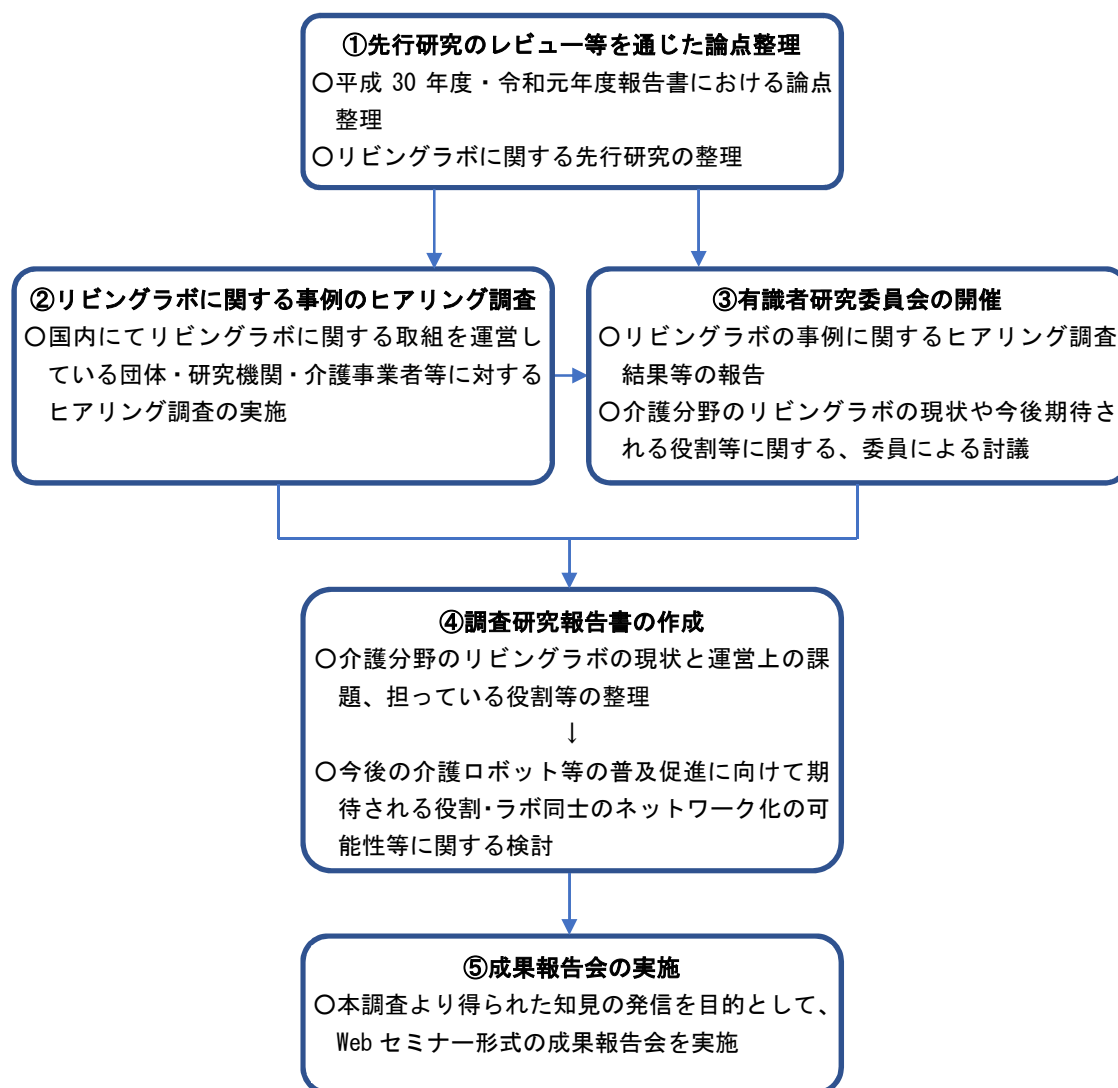 ①先行研究のレビュー等を通じた論点整理
〇平成 30 年度・令和元年度報告書における論点
整理
〇リビングラボに関する先行研究の整理
②リビングラボに関する事例のヒアリング調査
〇国内にてリビングラボに関する取組を運営し
ている団体・研究機関・介護事業者等に対する
ヒアリング調査の実施
③有識者研究委員会の開催
〇リビングラボの事例に関するヒアリング調査
結果等の報告
〇介護分野のリビングラボの現状や今後期待さ
れる役割等に関する、委員による討議
④調査研究報告書の作成
〇介護分野のリビングラボの現状と運営上の課
題、担っている役割等の整理
↓
〇今後の介護ロボット等の普及促進に向けて期
待される役割・ラボ同士のネットワーク化の可
能性等に関する検討
⑤成果報告会の実施
〇本調査より得られた知見の発信を目的として、
Web セミナー形式の成果報告会を実施